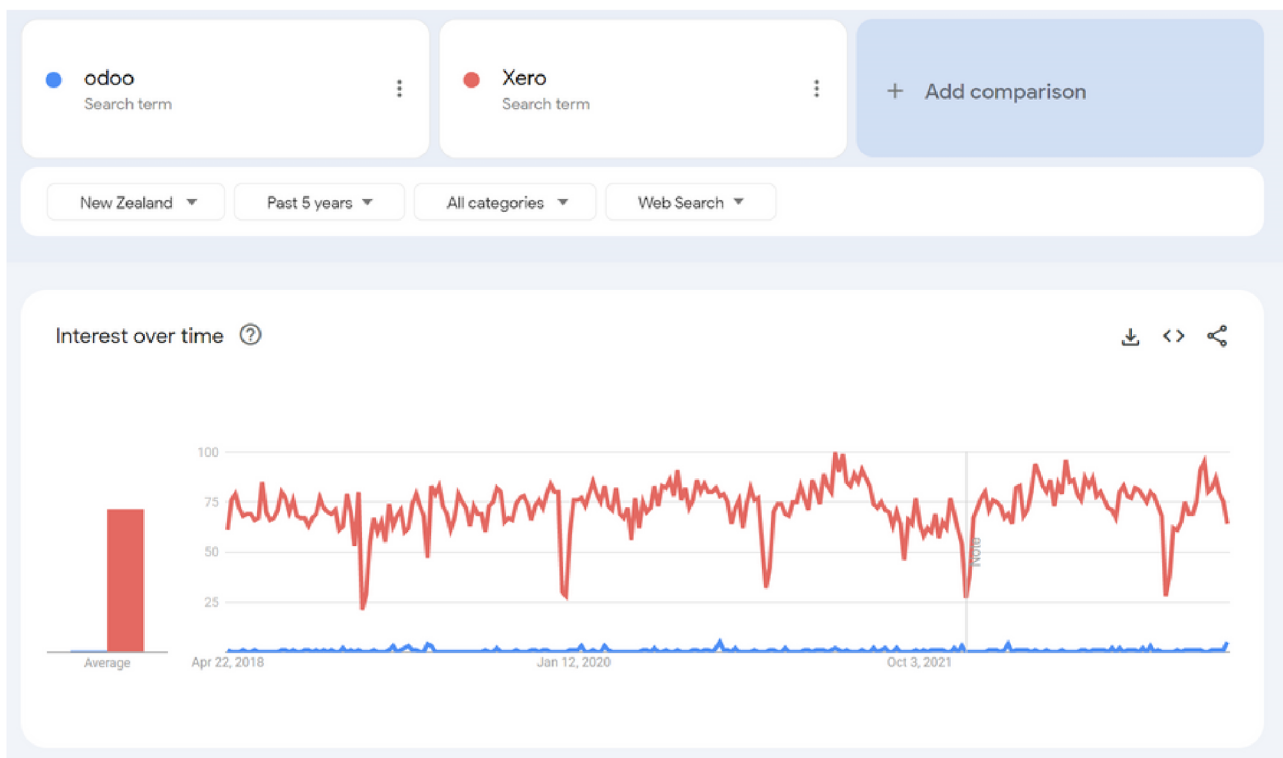 odoo
Search term
Xero
Search term
+ Add comparison
New Zealand
Past 5 years
All categories
Web Search
Interest over time
100
75
50
25
Note
Average
Apr 22, 2018
Jan 12, 2020
Oct 3, 2021